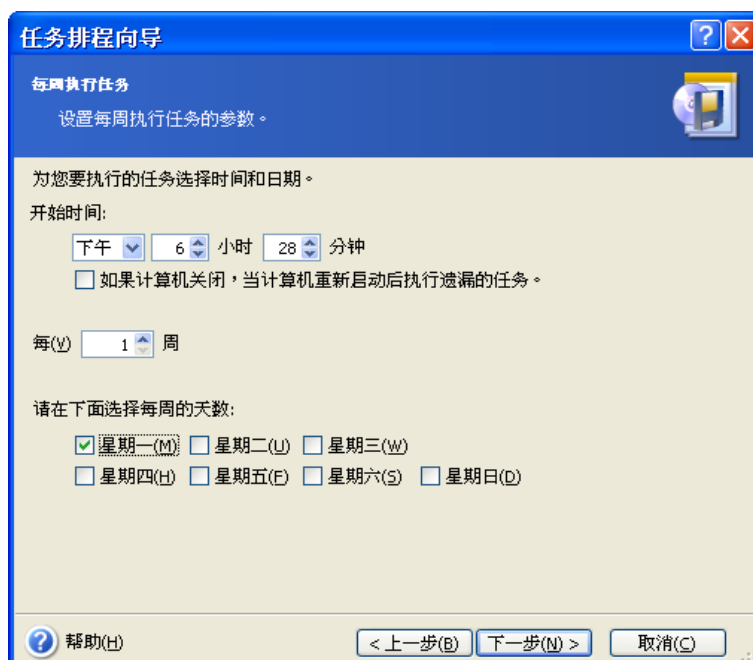 任务排程向导
每周执行任务
设置每周执行任务的参数。
为您要执行的任务选择时间和日期。
开始时间:
下午 6 小时 28 分钟
如果计算机关闭，当计算机重新启动后执行遗漏的任务。
每(V) 1 周
请在下面选择每周的天数:
星期一(M) 星期二(U) 星期三(W)
星期四(H) 星期五(F) 星期六(S) 星期日(D)
帮助(H) < 上一步(B) 下一步(N) > 取消(C)